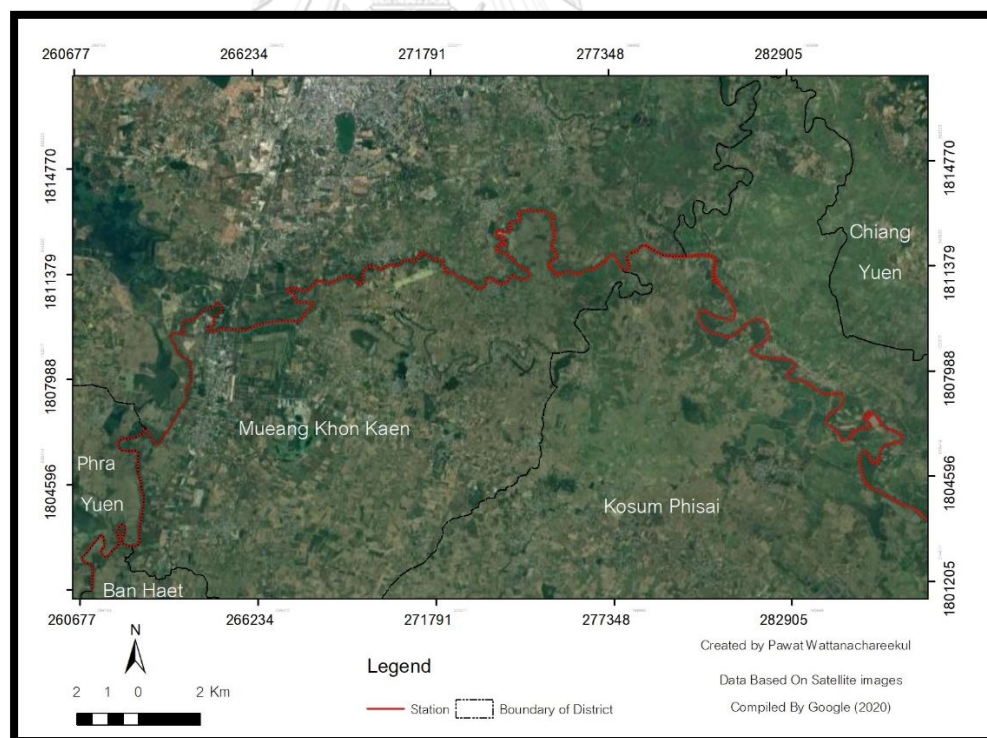 260677 266234 271791 277348 282905
1814770 1814770
Chiang
Yuen
1811379 1811379
1807988 1807988
Mueang Khon Kaen
Phra
Yuen
1804596 1804596
Kosum Phisai
Ban Haet
1801205
260677 266234 271791 277348 282905
N
2 1 0 2 Km
Legend
Station Boundary of District
Created by Pawat Wattanachareekul
Data Based On Satellite images
Compiled By Google (2020)